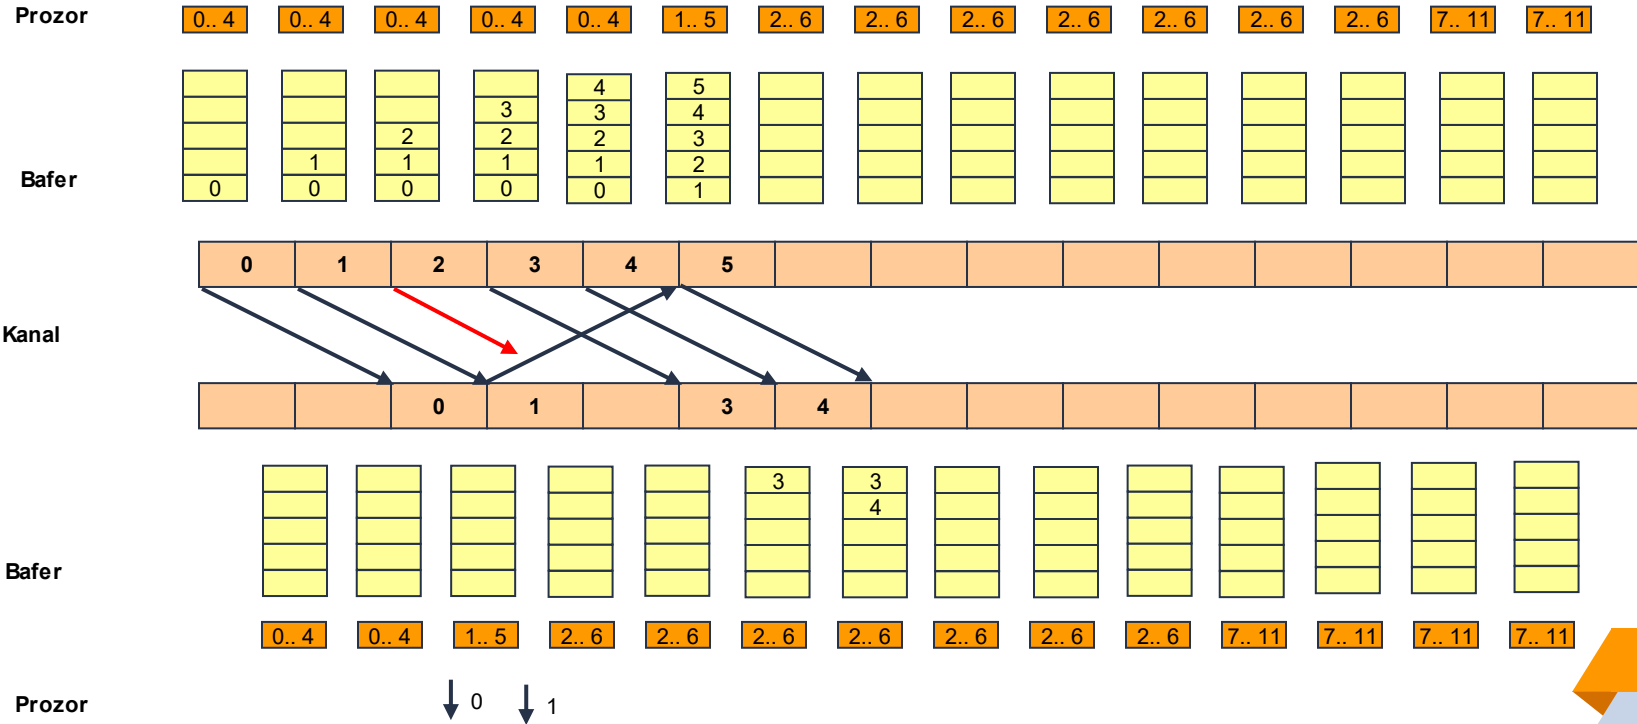 Prozor 0.. 4 0.. 4 0.. 4 0.. 4 0.. 4 1.. 5 2.. 6 2.. 6 2.. 6 2.. 6 2.. 6 2.. 6 2.. 6 7.. 11 7.. 11
4 5
3 3 4
2 2 2 3
1 1 1 1 2
Bafer 0 0 0 0 0 1
0 1 2 3 4 5
Kanal
0 1 3 4
3 3
4
Bafer
0.. 4 0.. 4 1.. 5 2.. 6 2.. 6 2.. 6 2.. 6 2.. 6 2.. 6 2.. 6 7.. 11 7.. 11 7.. 11 7.. 11
Prozor 0 1